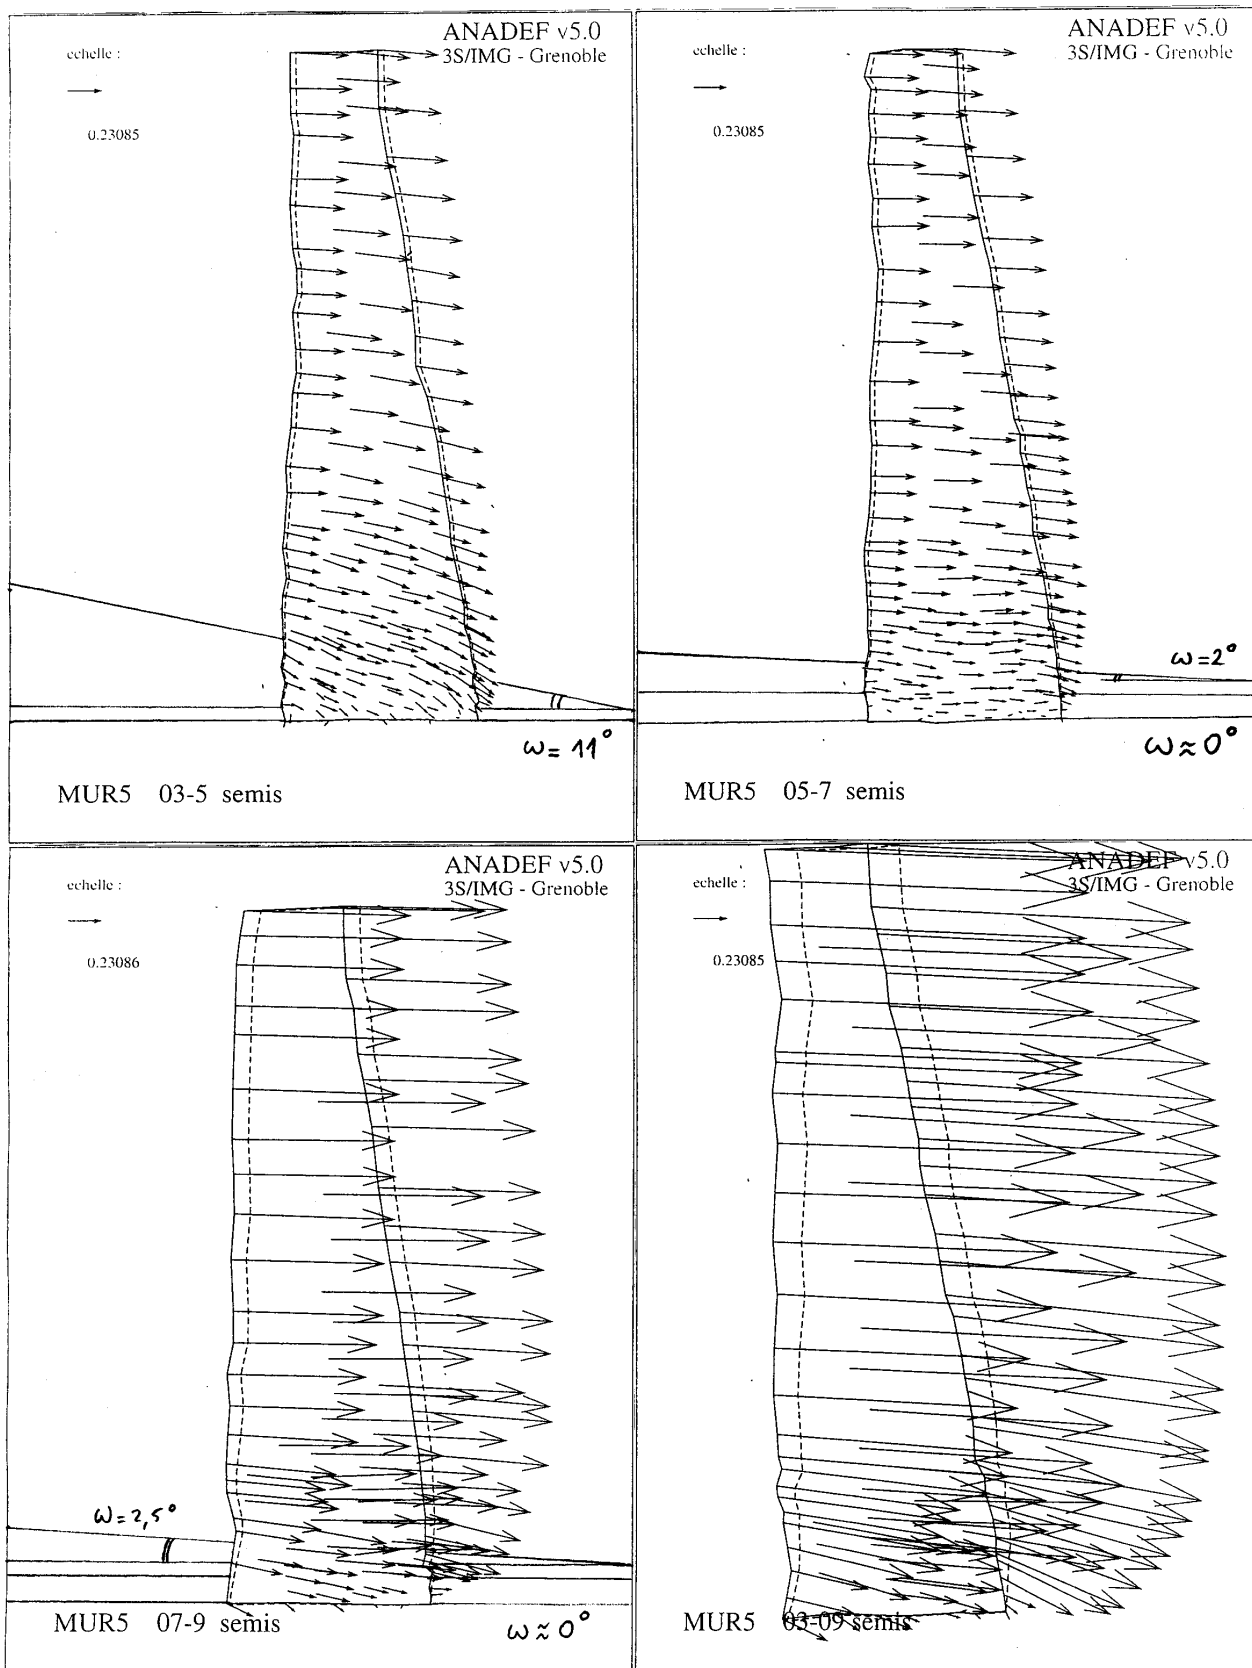 echelle :
ANADEF v5.0
3S/IMG - Grenoble
0.23085
ω = 11°
MUR5 03-5 semis
echelle :
ANADEF v5.0
3S/IMG - Grenoble
0.23085
ω=2°
ω≈0°
MUR5 05-7 semis
echelle :
ANADEF v5.0
3S/IMG - Grenoble
0.23086
ω=2,5°
MUR5 07-9 semis
ω≈0°
echelle :
ANADEF v5.0
3S/IMG - Grenoble
0.23085
MUR5 03-09 semis